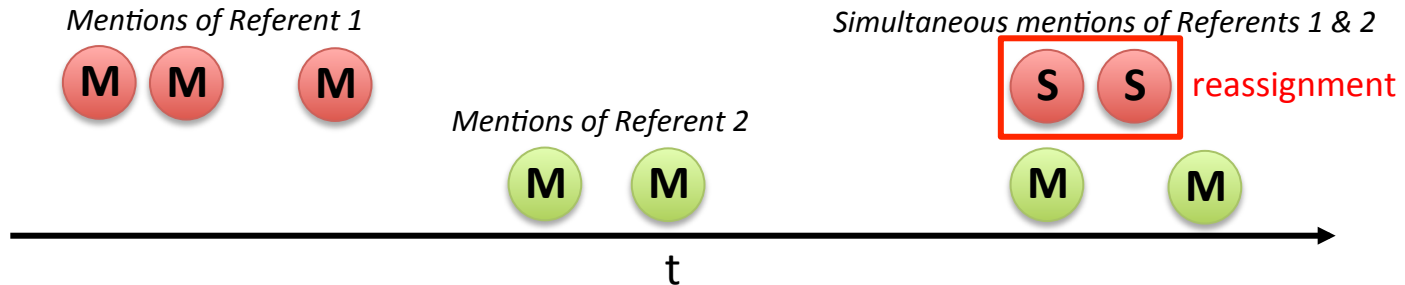 Mentions of Referent 1
Simultaneous mentions of Referents 1 & 2
M M M
S S reassignment
Mentions of Referent 2
M M
M M
t